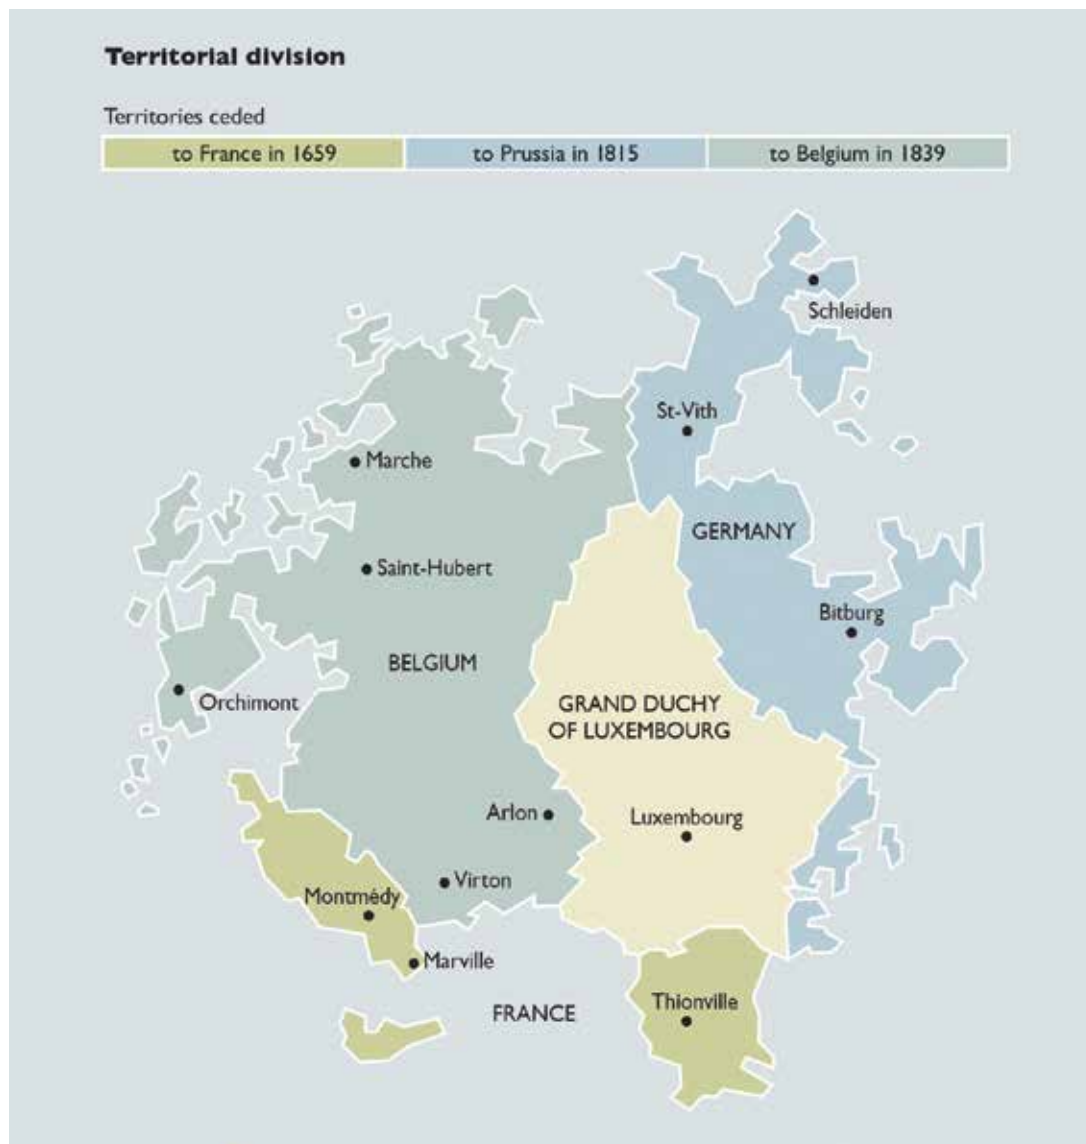 Territorial division
Territories ceded
to France in 1659
to Prussia in 1815
to Belgium in 1839
Schleiden
St-Vith
Marche
GERMANY
Saint-Hubert
Bitburg
BELGIUM
Orchimont
GRAND DUCHY
OF LUXEMBOURG
Arlon
Luxembourg
Virton
Montmédy
Marville
Thionville
FRANCE